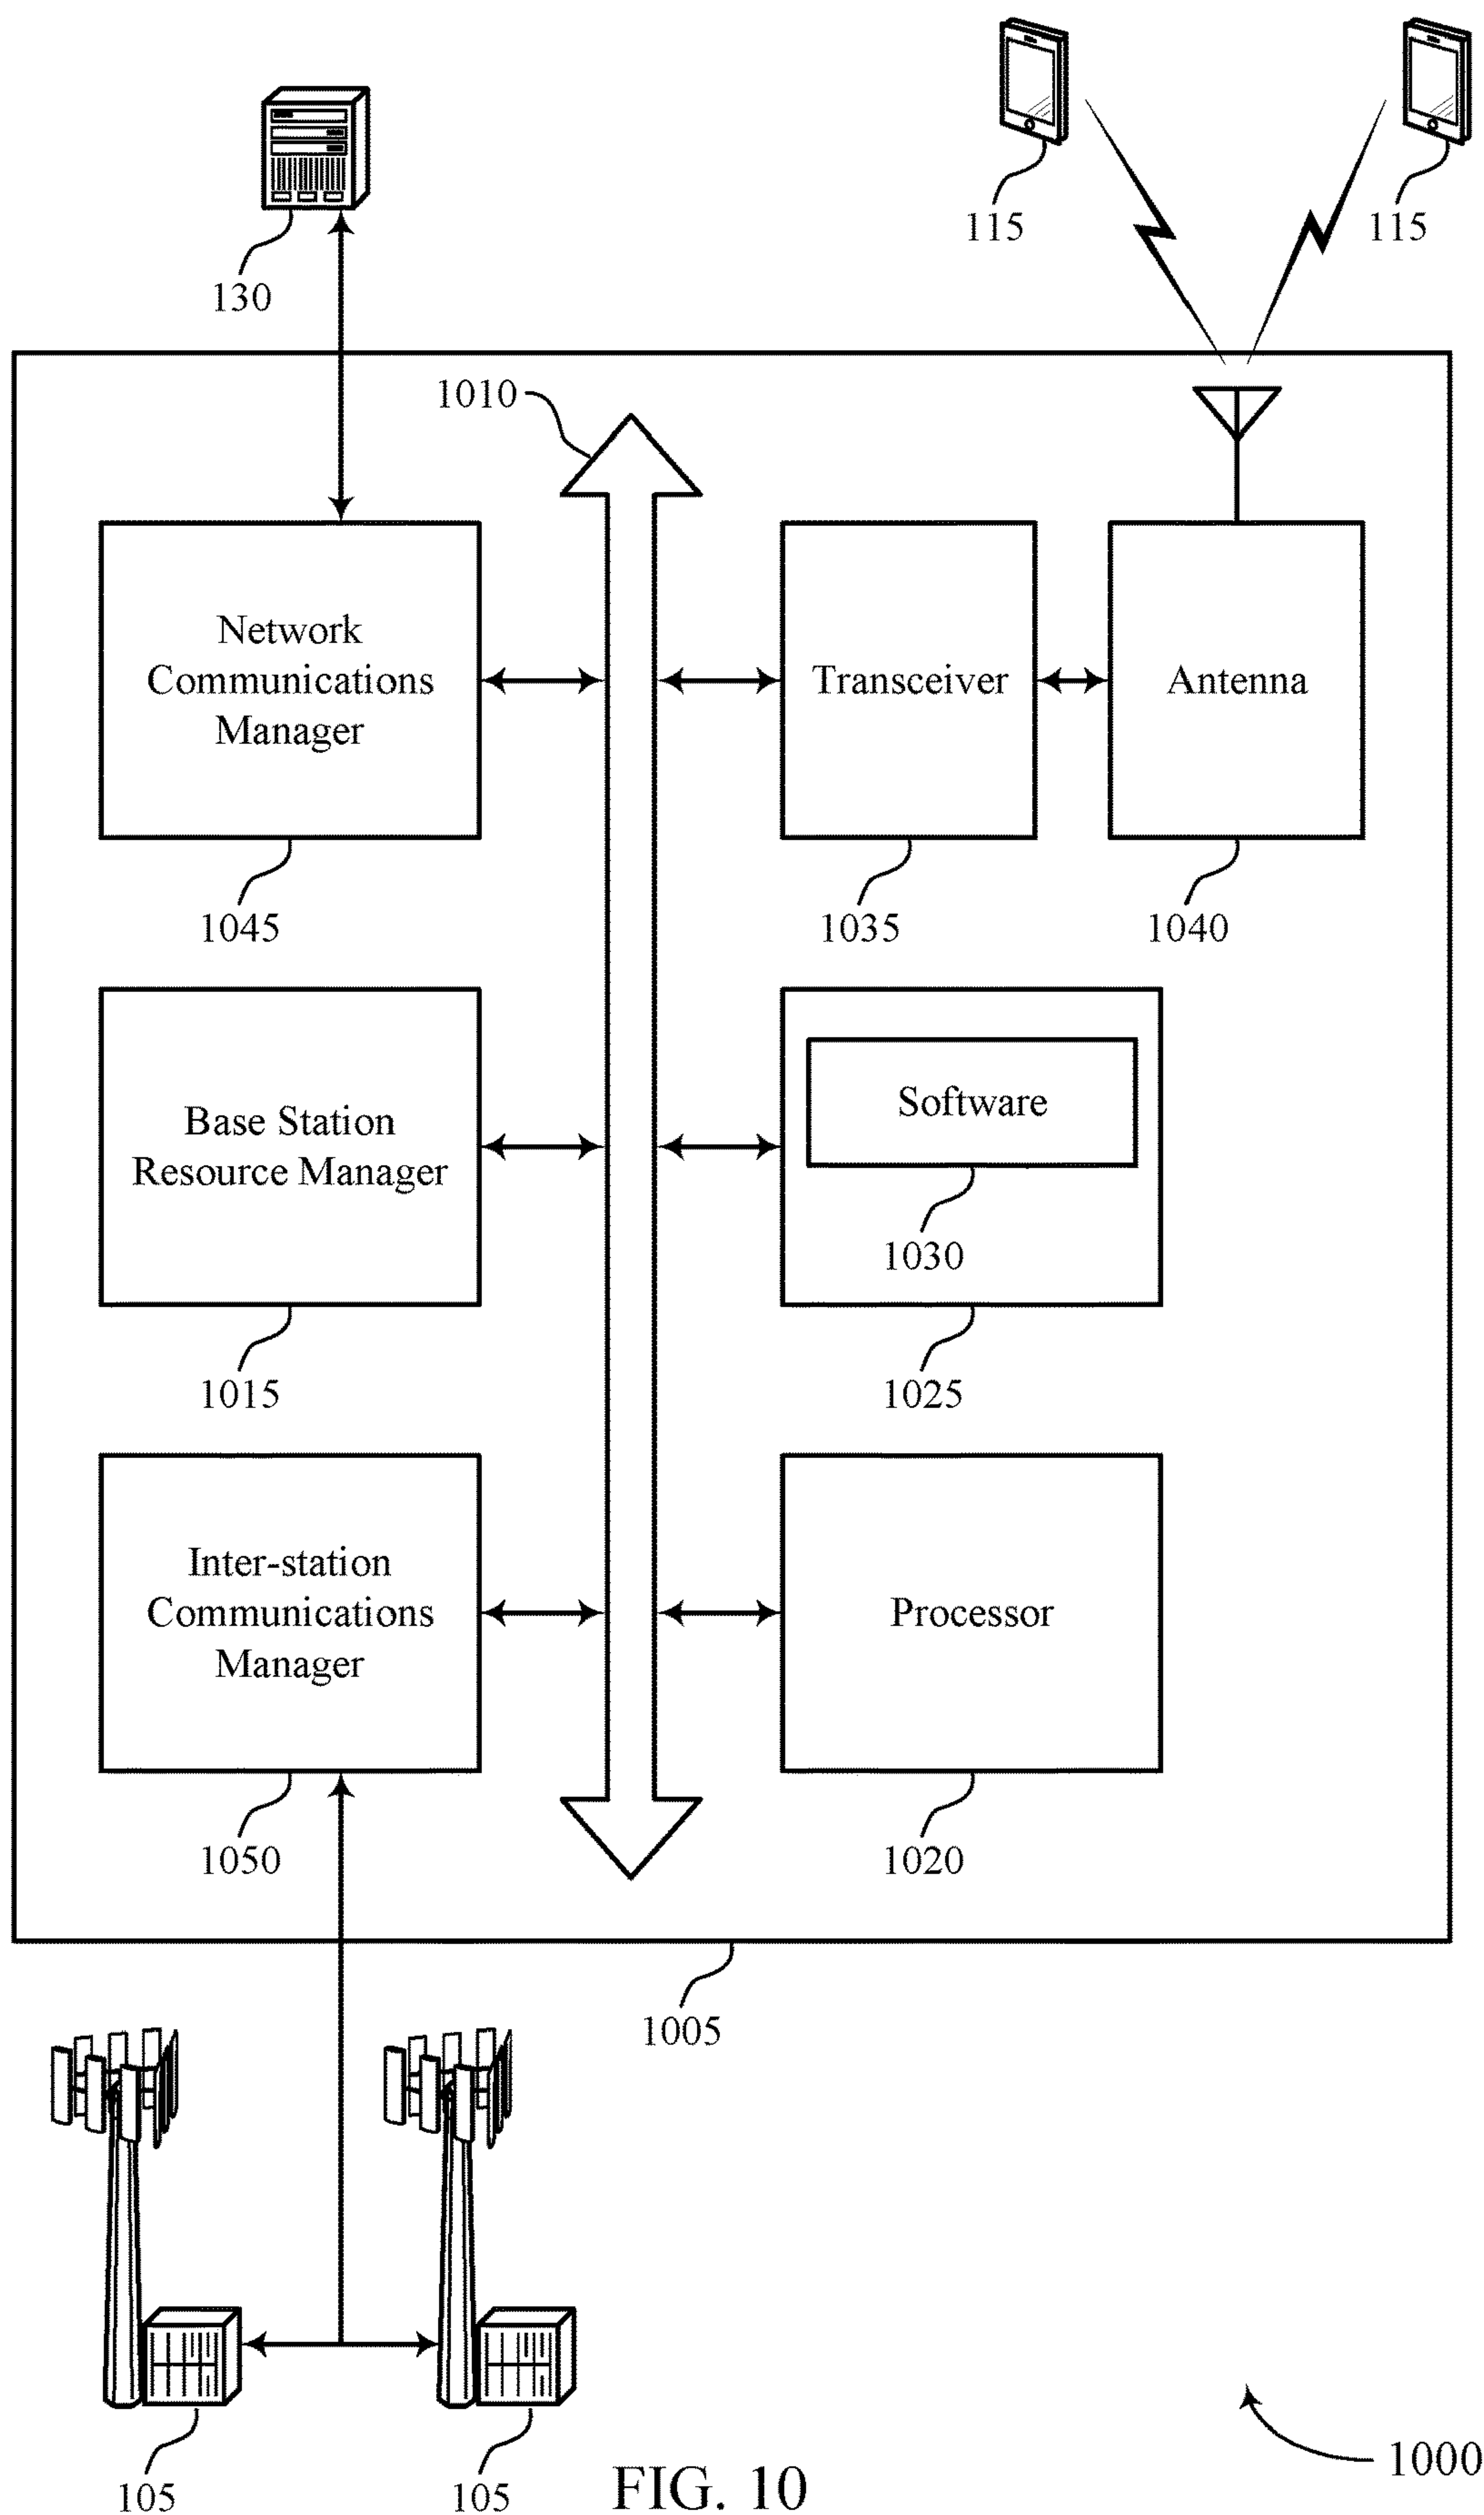 115
115
130
1010
Network
Communications
Manager
Transceiver
Antenna
1045
1035
1040
Base Station
Resource Manager
Software
1030
1015
1025
Inter-station
Communications
Manager
Processor
1050
1020
1005
105
105
FIG. 10
1000